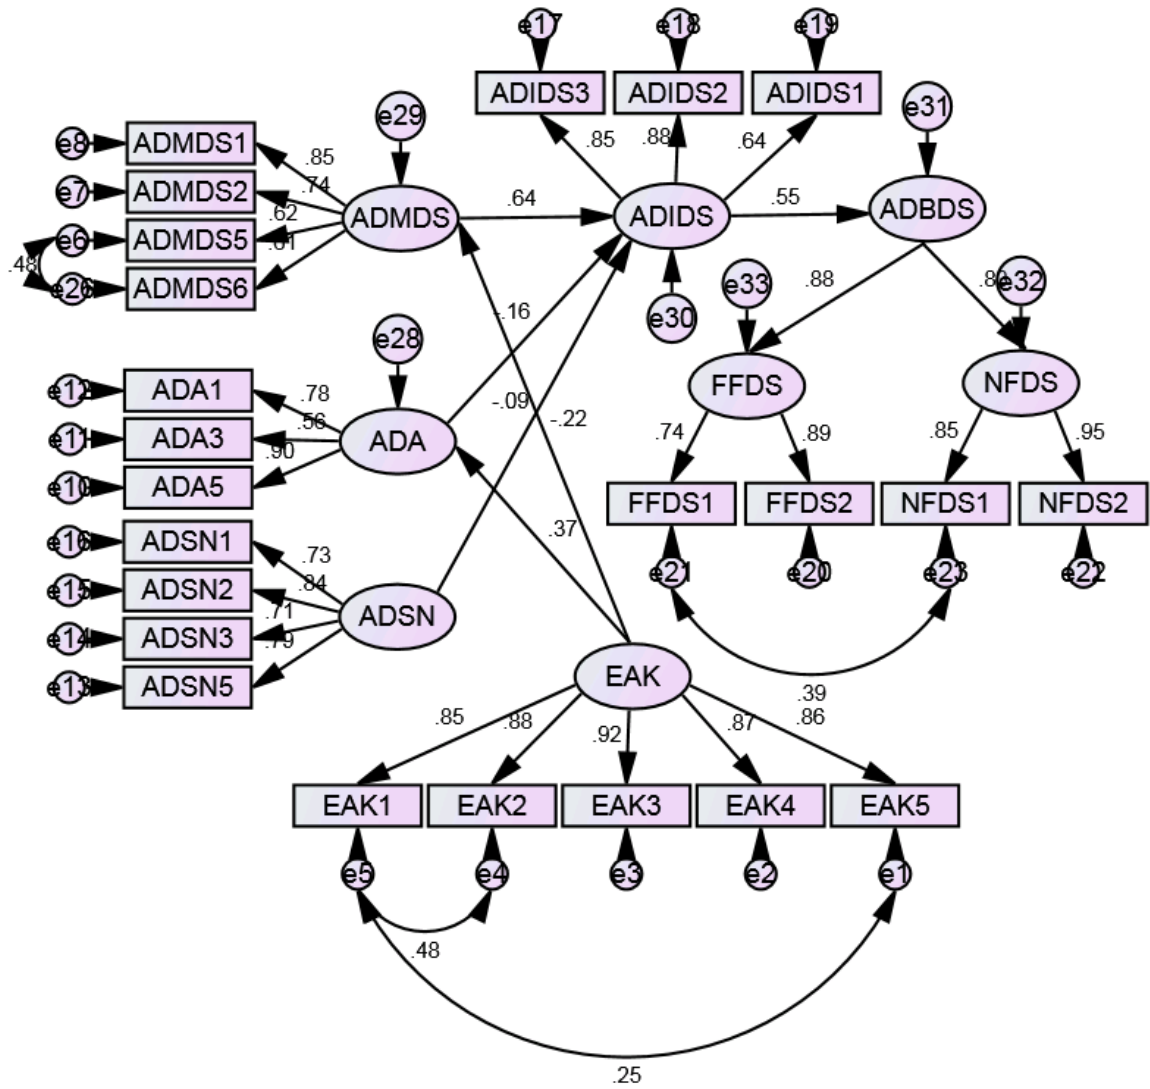 e17 e18 e19
ADIDS3 ADIDS2 ADIDS1
e29 e31
e8 ADMDS1 .85 .85 .88 .64
e7 ADMDS2 .74
ADMDS .64 ADIDS .55 ADBDS
e6 ADMDS5 .62
.48 e26 ADMDS6 .61
e30 e33 .88 e32
-.16
e28
e12 ADA1 .78 FFDS NFDS
e11 ADA3 .56 -.09 -.22
ADA .74 .89 .85 .95
e10 ADA5 .90
FFDS1 FFDS2 NFDS1 NFDS2
e16 ADSN1 .73 .37
e21 e20 e23 e22
e15 ADSN2 .84
ADSN
e14 ADSN3 .71
e13 ADSN5 .79
EAK
.39
.85 .88 .92 .87 .86
EAK1 EAK2 EAK3 EAK4 EAK5
e5 e4 e3 e2 e1
.48
.25